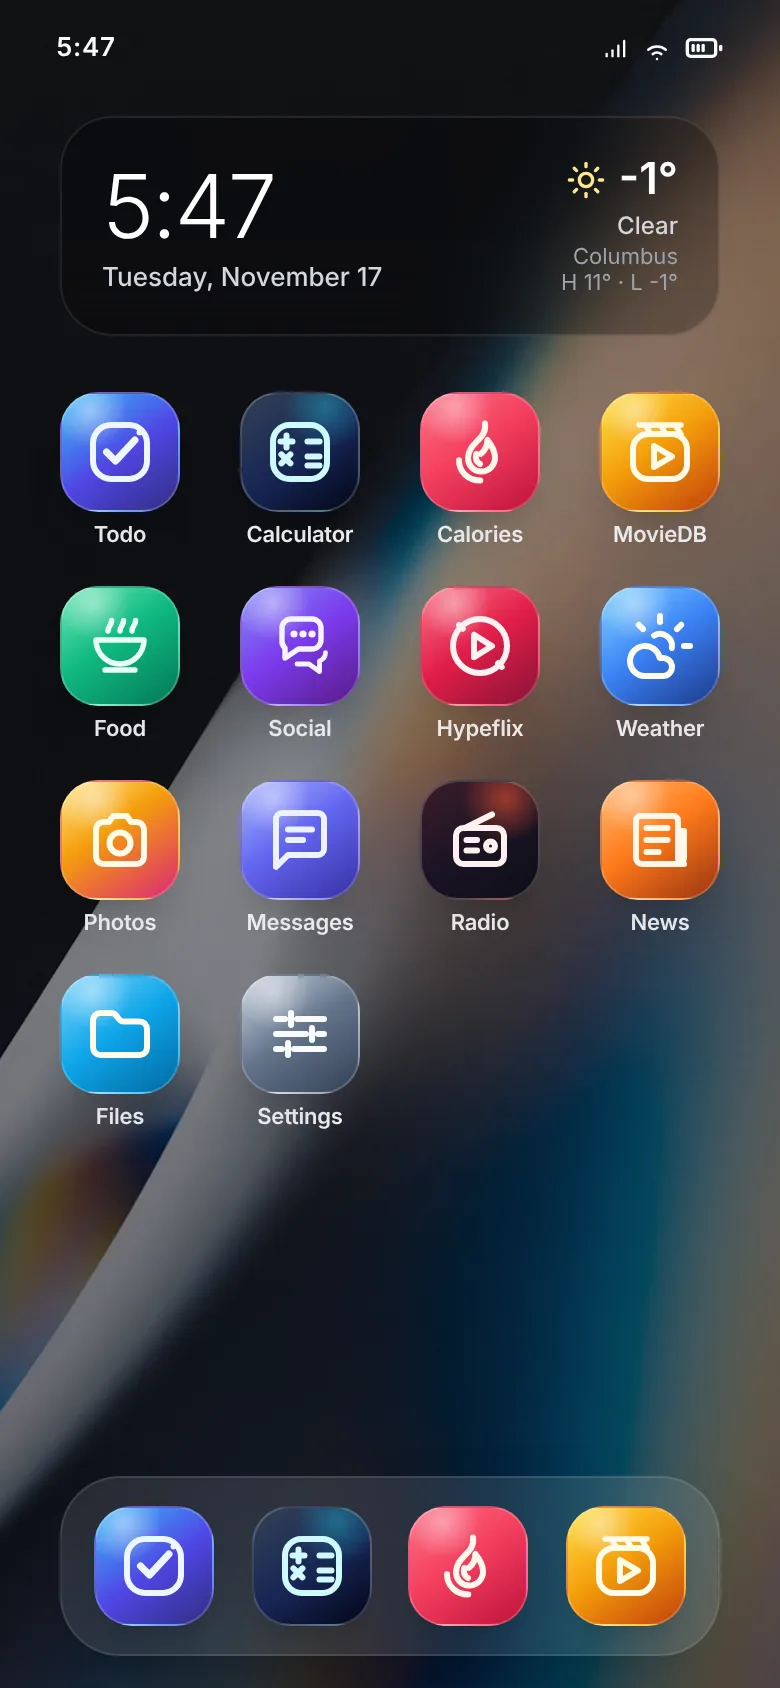 5:47
5:47
Tuesday, November 17
-1°
Clear
Columbus
H 11° · L -1°
Todo
Calculator
Calories
MovieDB
Food
Social
Hypeflix
Weather
Photos
Messages
Radio
News
Files
Settings